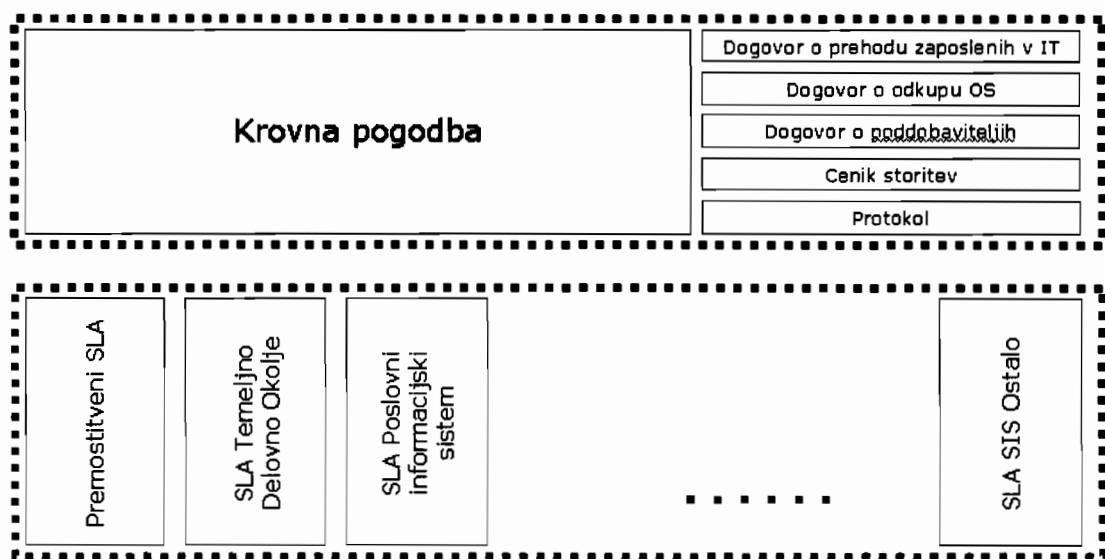 Krovna pogodba
Dogovor o prehodu zaposlenih v IT
Dogovor o odkupu OS
Dogovor o poddobaviteljih
Cenik storitev
Protokol
Premostitveni SLA
SLA Temeljno
Delovno Okolje
SLA Poslovni
informacijski
sistem
......
SLA SIS Ostalo